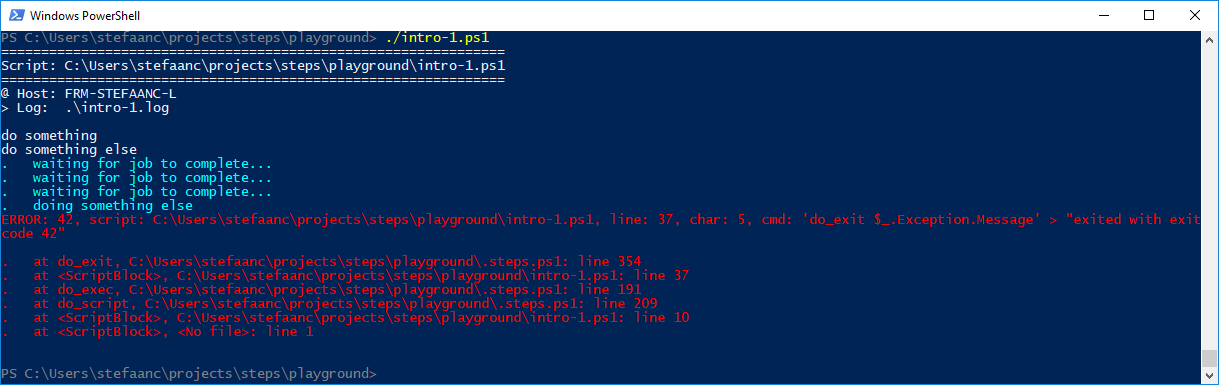 Windows PowerShell
PS C:\Users\stefaanc\projects\steps\playground> ./intro-1.ps1
===============================================================
Script: C:\Users\stefaanc\projects\steps\playground\intro-1.ps1
===============================================================
@ Host: FRM-STEFAANC-L
> Log:  .\intro-1.log
do something
do something else
.   waiting for job to complete...
.   waiting for job to complete...
.   waiting for job to complete...
.   doing something else
ERROR: 42, script: C:\Users\stefaanc\projects\steps\playground\intro-1.ps1, line: 37, char: 5, cmd: 'do_exit $_.Exception.Message' > "exited with exit
code 42"
.   at do_exit, C:\Users\stefaanc\projects\steps\playground\.steps.ps1: line 354
.   at <ScriptBlock>, C:\Users\stefaanc\projects\steps\playground\intro-1.ps1: line 37
.   at do_exec, C:\Users\stefaanc\projects\steps\playground\.steps.ps1: line 191
.   at do_script, C:\Users\stefaanc\projects\steps\playground\.steps.ps1: line 209
.   at <ScriptBlock>, C:\Users\stefaanc\projects\steps\playground\intro-1.ps1: line 10
.   at <ScriptBlock>, <No file>: line 1
PS C:\Users\stefaanc\projects\steps\playground>